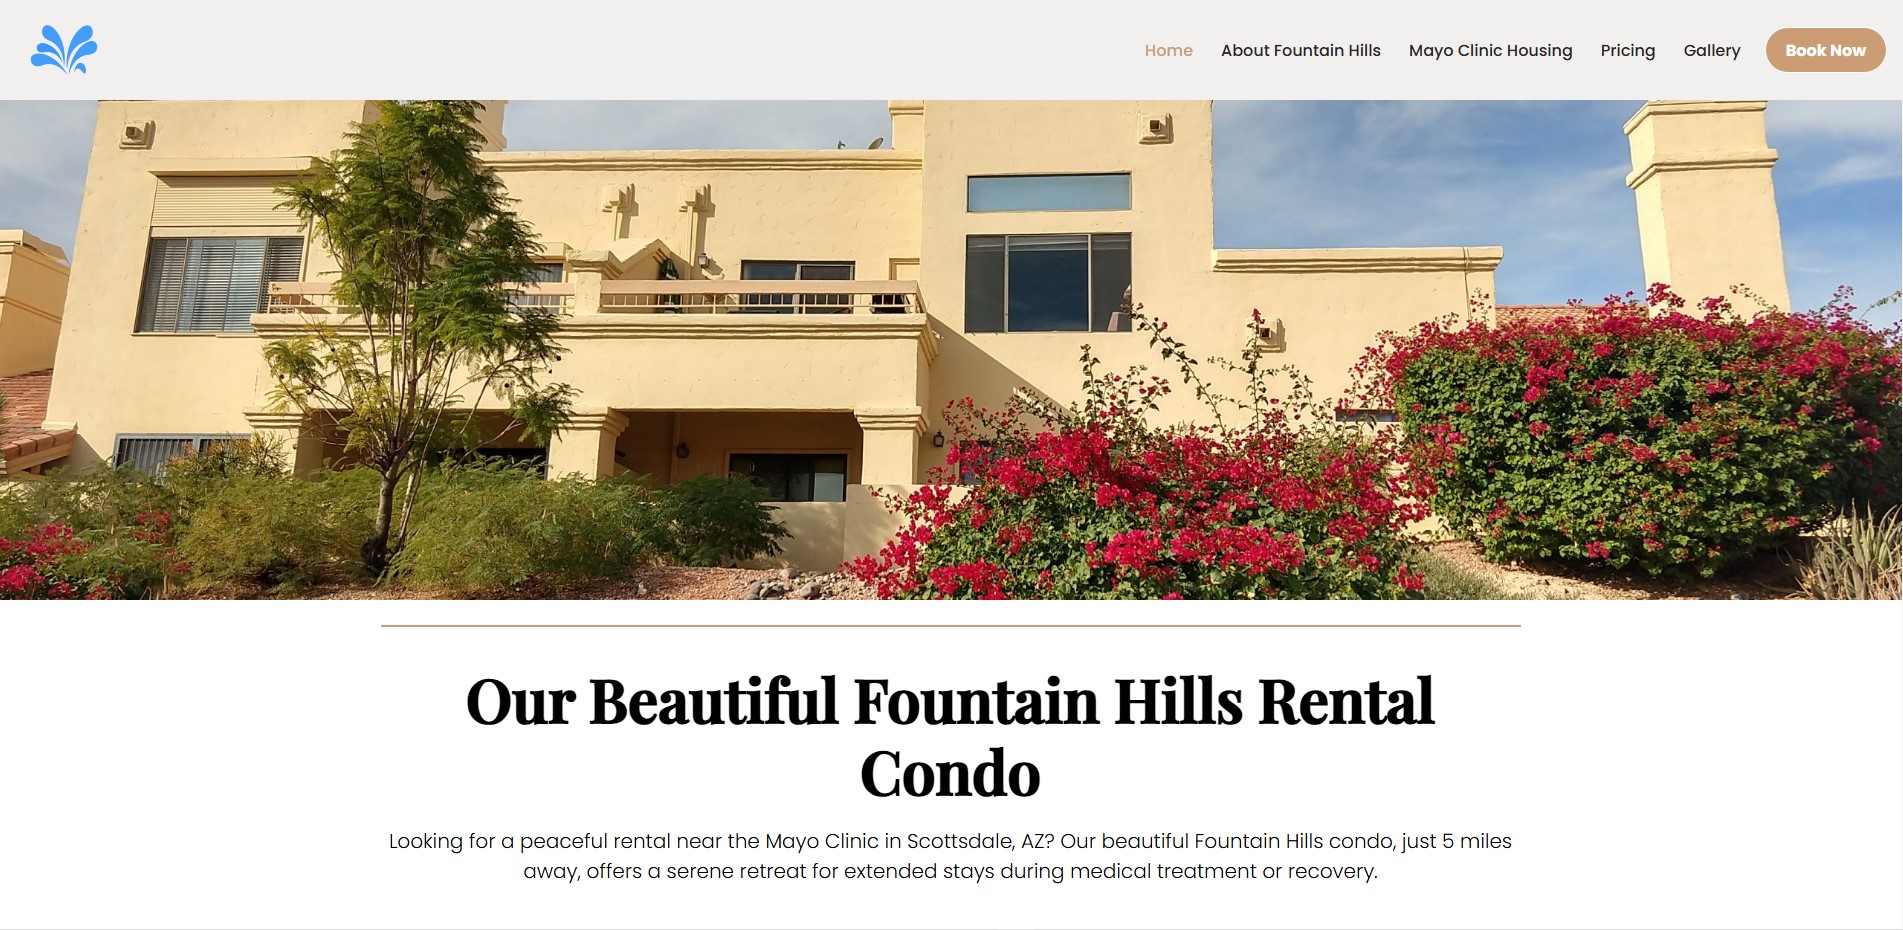 Home About Fountain Hills Mayo Clinic Housing Pricing Gallery Book Now
Our Beautiful Fountain Hills Rental
Condo
Looking for a peaceful rental near the Mayo Clinic in Scottsdale, AZ? Our beautiful Fountain Hills condo, just 5 miles
away, offers a serene retreat for extended stays during medical treatment or recovery.